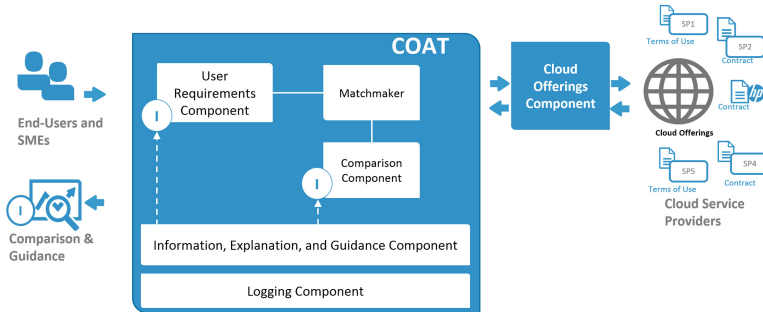 COAT
User
Requirements
Component
Matchmaker
I
Comparison
Component
I
Information, Explanation, and Guidance Component
Logging Component
End-Users and
SMEs
I
Comparison &
Guidance
Cloud
Offerings
Component
SP1
Terms of Use
SP2
Contract
hp
Contract
Cloud Offerings
SP5
Terms of Use
SP4
Contract
Cloud Service
Providers